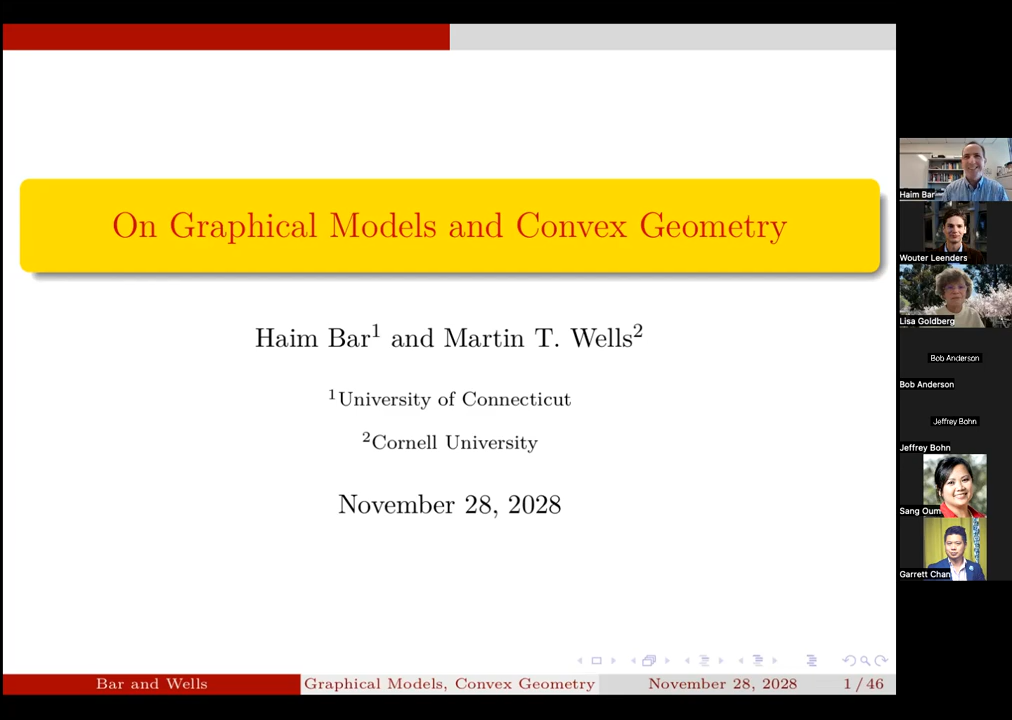 On Graphical Models and Convex Geometry
Haim Bar¹ and Martin T. Wells²
¹University of Connecticut
²Cornell University
November 28, 2028
Bar and Wells
Graphical Models, Convex Geometry
November 28, 2028
1 / 46
Haim Bar
Wouter Leenders
Lisa Goldberg
Bob Anderson
Bob Anderson
Jeffrey Bohn
Jeffrey Bohn
Sang Oum
Garrett Chan